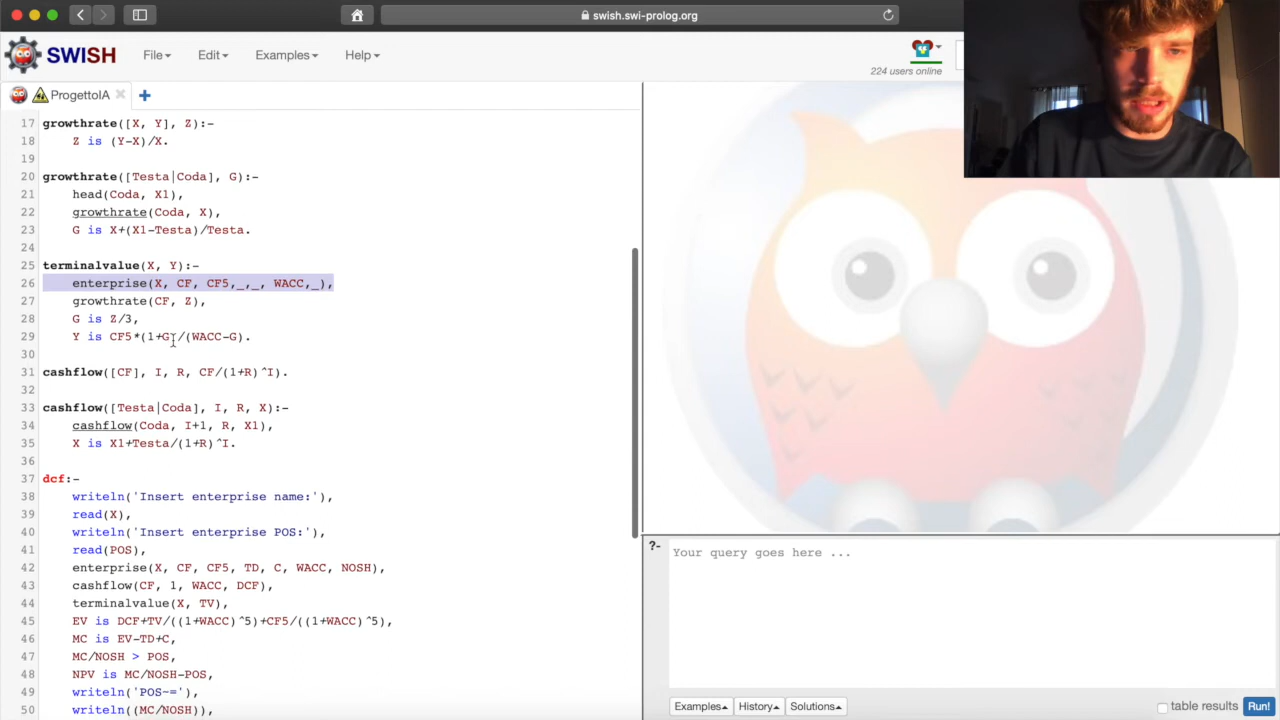 swish.swi-prolog.org
SWISH
File Edit Examples Help
224 users online
ProgettoIA
17 growthrate([X, Y], Z):-
18 Z is (Y-X)/X.
19
20 growthrate([Testa|Coda], G):-
21 head(Coda, X1),
22 growthrate(Coda, X),
23 G is X+(X1-Testa)/Testa.
24
25 terminalvalue(X, Y):-
26 enterprise(X, CF, CF5,_,_, WACC,_),
27 growthrate(CF, Z),
28 G is Z/3,
29 Y is CF5*(1+G)/(WACC-G).
30
31 cashflow([CF], I, R, CF/(1+R)^I).
32
33 cashflow([Testa|Coda], I, R, X):-
34 cashflow(Coda, I+1, R, X1),
35 X is X1+Testa/(1+R)^I.
36
37 dcf:-
38 writeln('Insert enterprise name:'),
39 read(X),
40 writeln('Insert enterprise POS:'),
41 read(POS),
42 enterprise(X, CF, CF5, TD, C, WACC, NOSH),
43 cashflow(CF, 1, WACC, DCF),
44 terminalvalue(X, TV),
45 EV is DCF+TV/((1+WACC)^5)+CF5/((1+WACC)^5),
46 MC is EV-TD+C,
47 MC/NOSH > POS,
48 NPV is MC/NOSH-POS,
49 writeln('POS~='),
50 writeln((MC/NOSH)),
?- Your query goes here ...
Examples History Solutions table results Run!